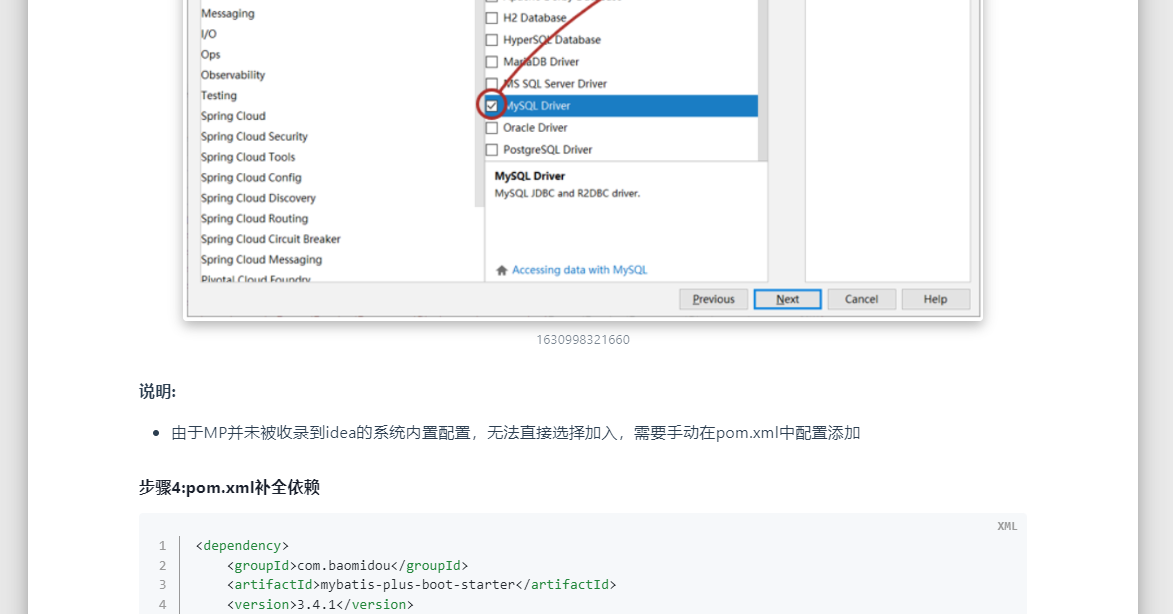 Messaging
I/O
Ops
Observability
Testing
Spring Cloud
Spring Cloud Security
Spring Cloud Tools
Spring Cloud Config
Spring Cloud Discovery
Spring Cloud Routing
Spring Cloud Circuit Breaker
Spring Cloud Messaging
Pivotal Cloud Foundry
H2 Database
HyperSQL Database
MariaDB Driver
MS SQL Server Driver
MySQL Driver
Oracle Driver
PostgreSQL Driver
MySQL Driver
MySQL JDBC and R2DBC driver.
Accessing data with MySQL
Previous Next Cancel Help
1630998321660
说明:
由于MP并未被收录到idea的系统内置配置，无法直接选择加入，需要手动在pom.xml中配置添加
步骤4:pom.xml补全依赖
XML
1 <dependency>
2 <groupId>com.baomidou</groupId>
3 <artifactId>mybatis-plus-boot-starter</artifactId>
4 <version>3.4.1</version>